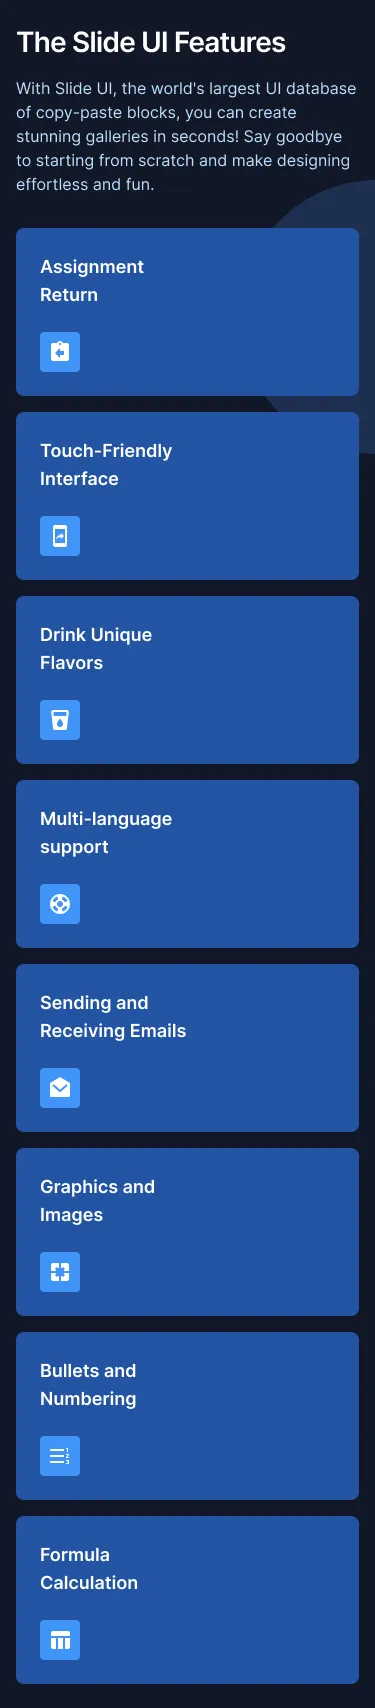 The Slide UI Features
With Slide UI, the world's largest UI database
of copy-paste blocks, you can create
stunning galleries in seconds! Say goodbye
to starting from scratch and make designing
effortless and fun.
Assignment
Return
Touch-Friendly
Interface
Drink Unique
Flavors
Multi-language
support
Sending and
Receiving Emails
Graphics and
Images
Bullets and
Numbering
1
2
3
Formula
Calculation